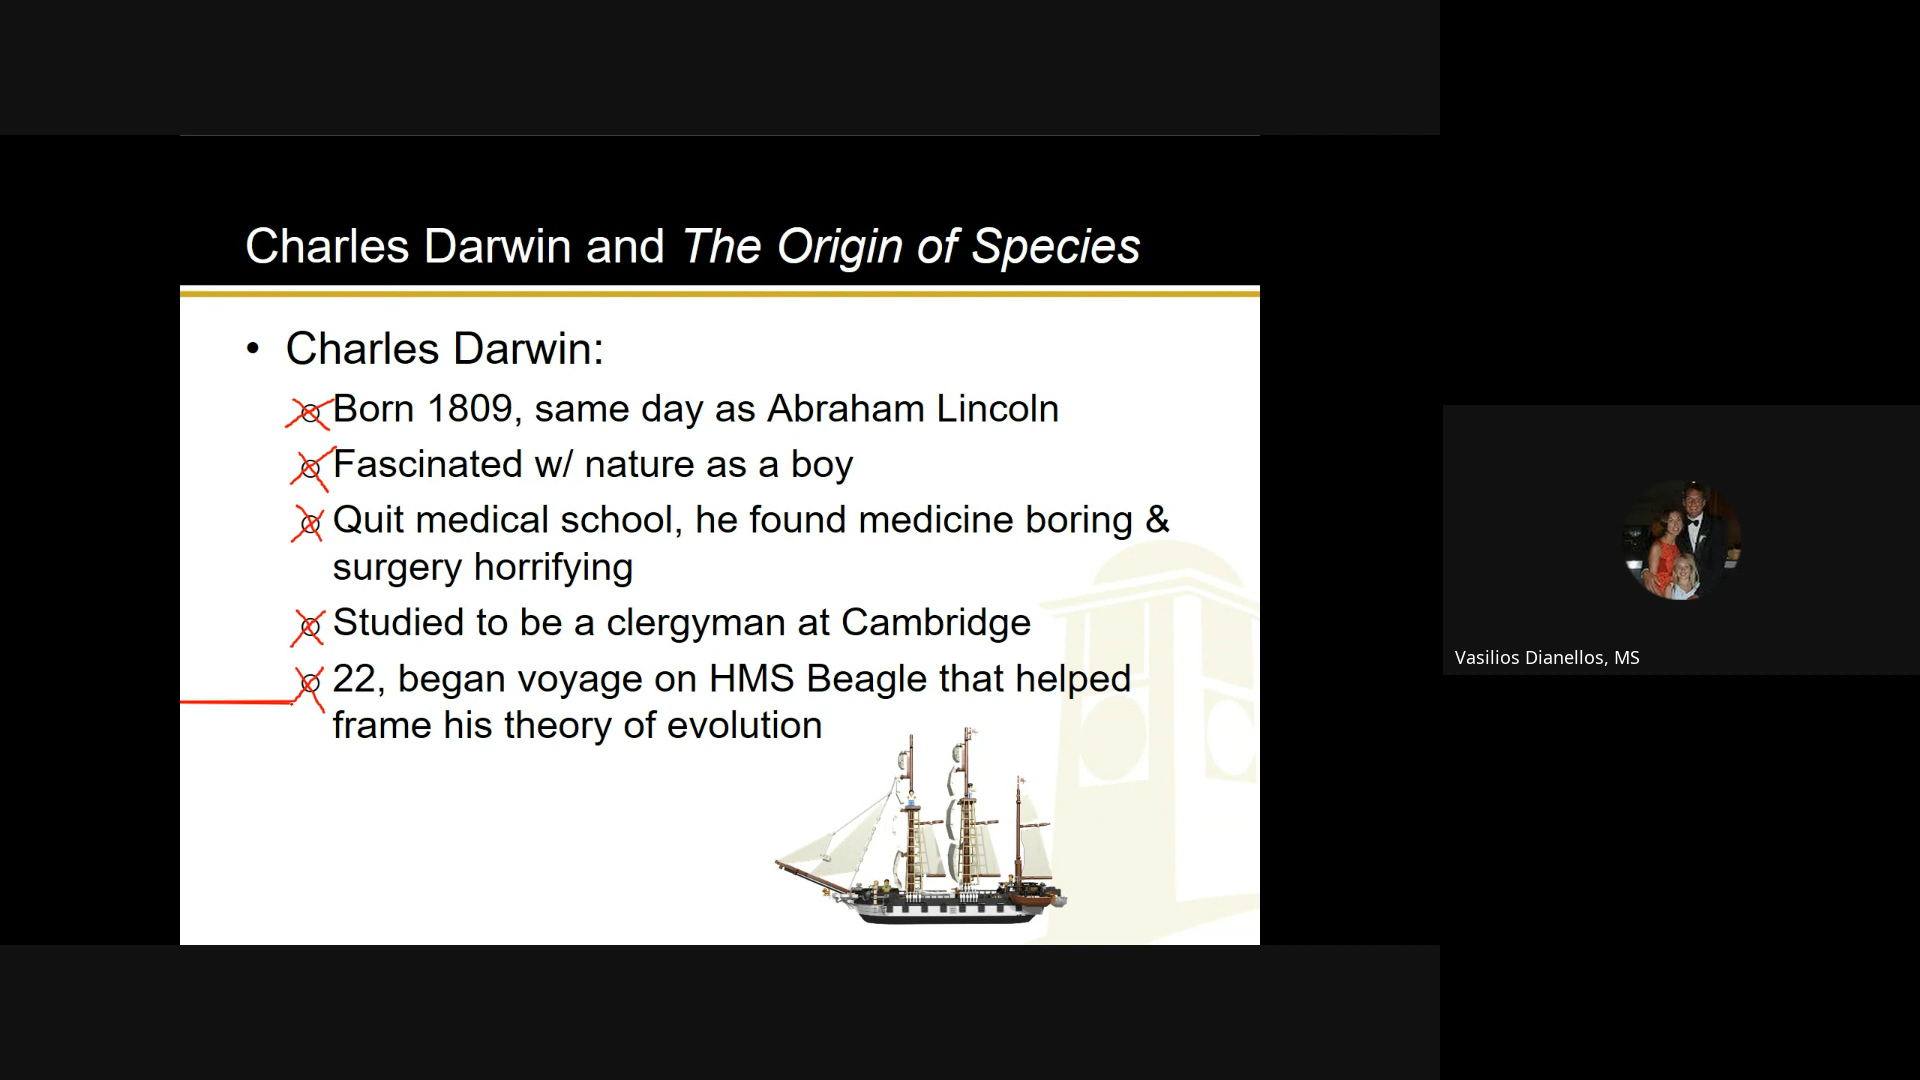 Charles Darwin and The Origin of Species
• Charles Darwin:
Born 1809, same day as Abraham Lincoln
Fascinated w/ nature as a boy
Quit medical school, he found medicine boring &
surgery horrifying
Studied to be a clergyman at Cambridge
22, began voyage on HMS Beagle that helped
frame his theory of evolution
Vasilios Dianellos, MS